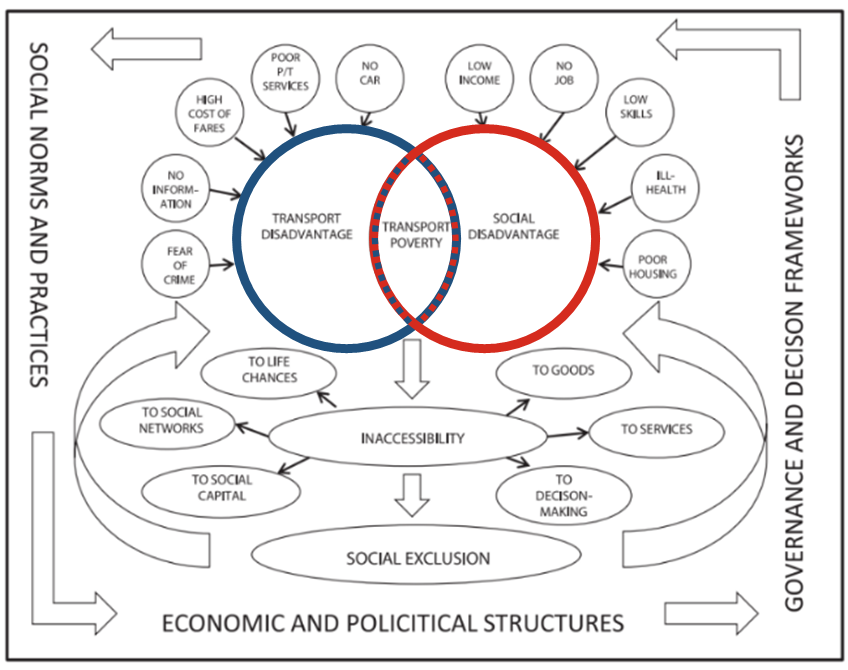 SOCIAL NORMS AND PRACTICES
POOR
P/T
SERVICES
NO
CAR
LOW
INCOME
NO
JOB
HIGH
COST OF
FARES
LOW
SKILLS
NO
INFORM-
ATION
ILL-
HEALTH
FEAR
OF
CRIME
POOR
HOUSING
TRANSPORT
DISADVANTAGE
TRANSPORT
POVERTY
SOCIAL
DISADVANTAGE
GOVERNANCE AND DECISON FRAMEWORKS
TO LIFE
CHANCES
TO GOODS
TO SOCIAL
NETWORKS
INACCESSIBILITY
TO SERVICES
TO SOCIAL
CAPITAL
TO
DECISON-
MAKING
SOCIAL EXCLUSION
ECONOMIC AND POLICITICAL STRUCTURES